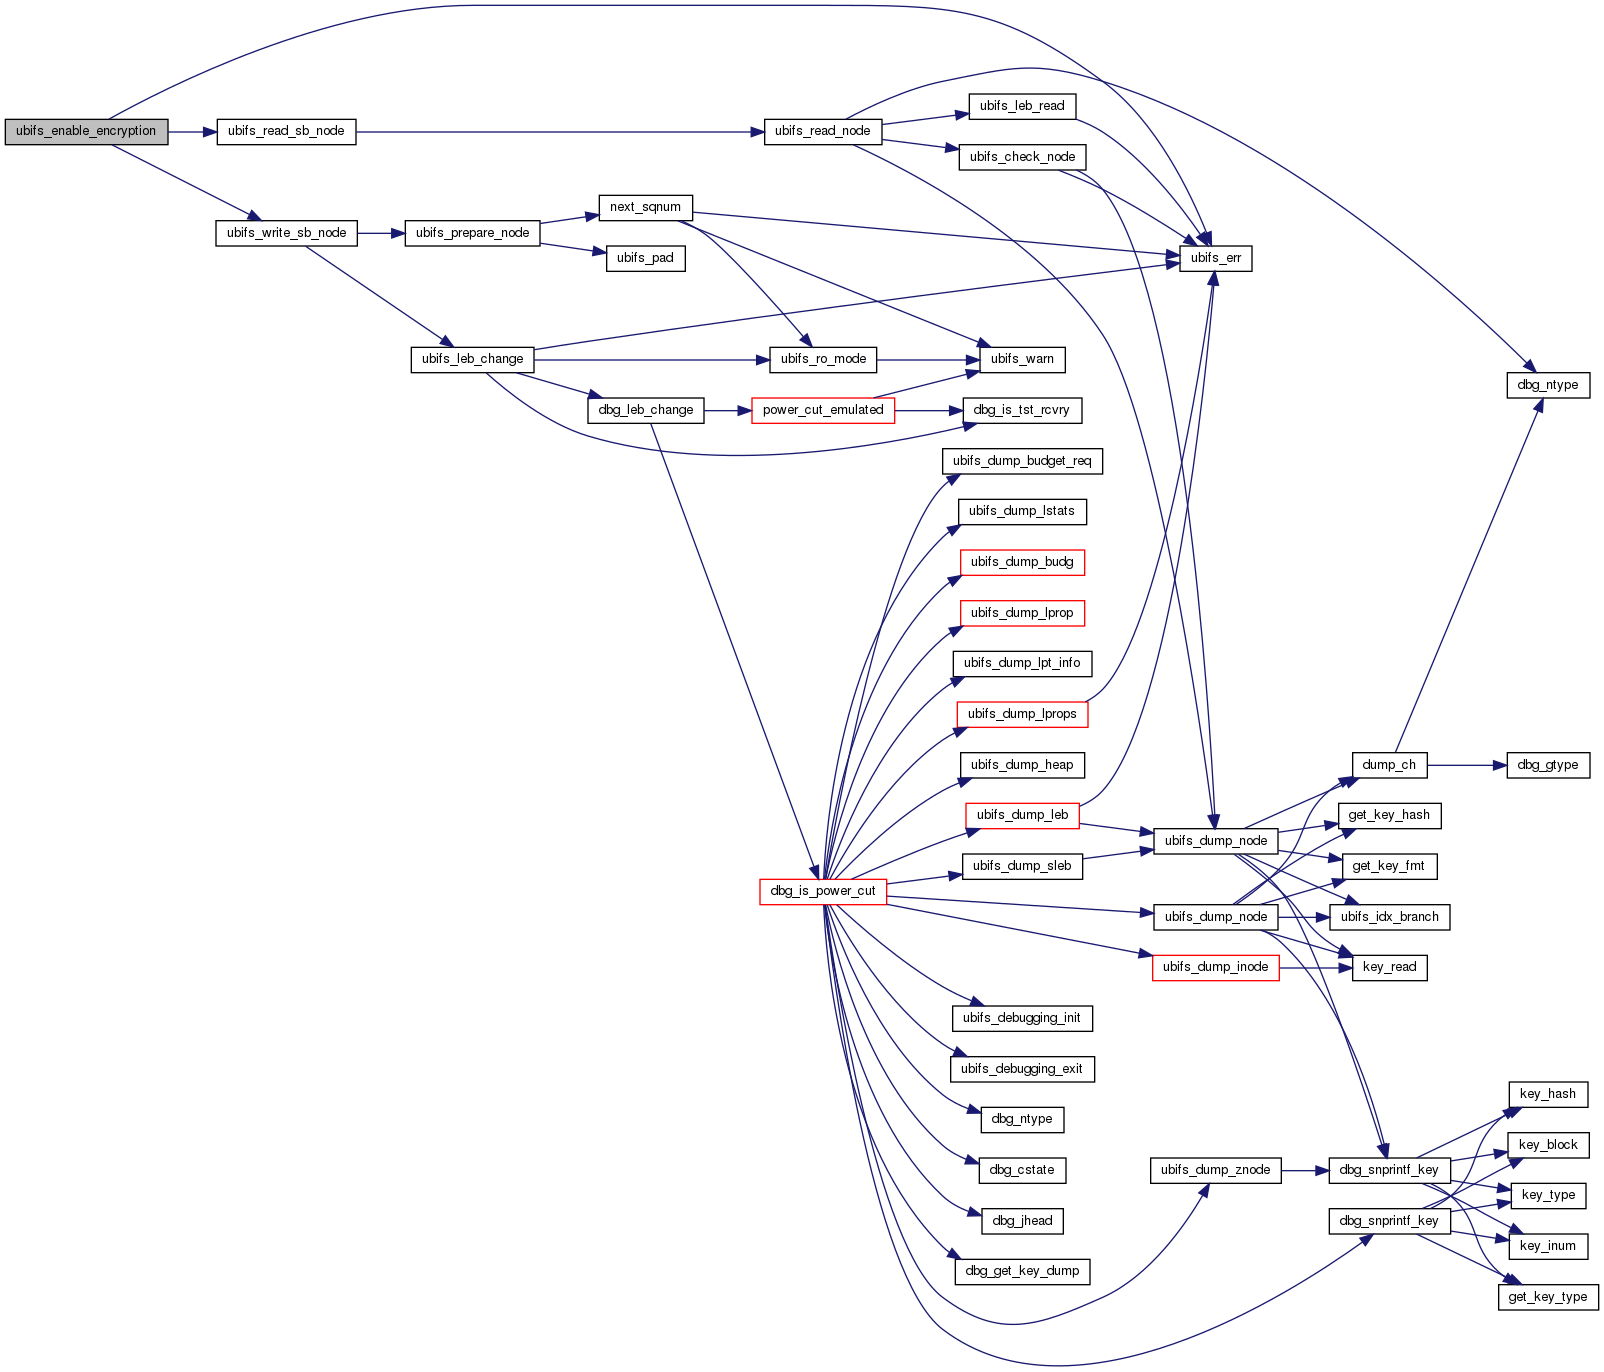 ubifs_enable_encryption
ubifs_read_sb_node
ubifs_write_sb_node
ubifs_prepare_node
ubifs_leb_change
next_sqnum
ubifs_pad
dbg_leb_change
ubifs_read_node
ubifs_ro_mode
power_cut_emulated
dbg_is_power_cut
ubifs_leb_read
ubifs_check_node
ubifs_warn
dbg_is_tst_rcvry
ubifs_dump_budget_req
ubifs_dump_lstats
ubifs_dump_budg
ubifs_dump_lprop
ubifs_dump_lpt_info
ubifs_dump_lprops
ubifs_dump_heap
ubifs_dump_leb
ubifs_dump_sleb
ubifs_debugging_init
ubifs_debugging_exit
dbg_ntype
dbg_cstate
dbg_jhead
dbg_get_key_dump
ubifs_err
ubifs_dump_node
ubifs_dump_node
ubifs_dump_inode
ubifs_dump_znode
dump_ch
get_key_hash
get_key_fmt
ubifs_idx_branch
key_read
dbg_snprintf_key
dbg_snprintf_key
dbg_ntype
dbg_gtype
key_hash
key_block
key_type
key_inum
get_key_type